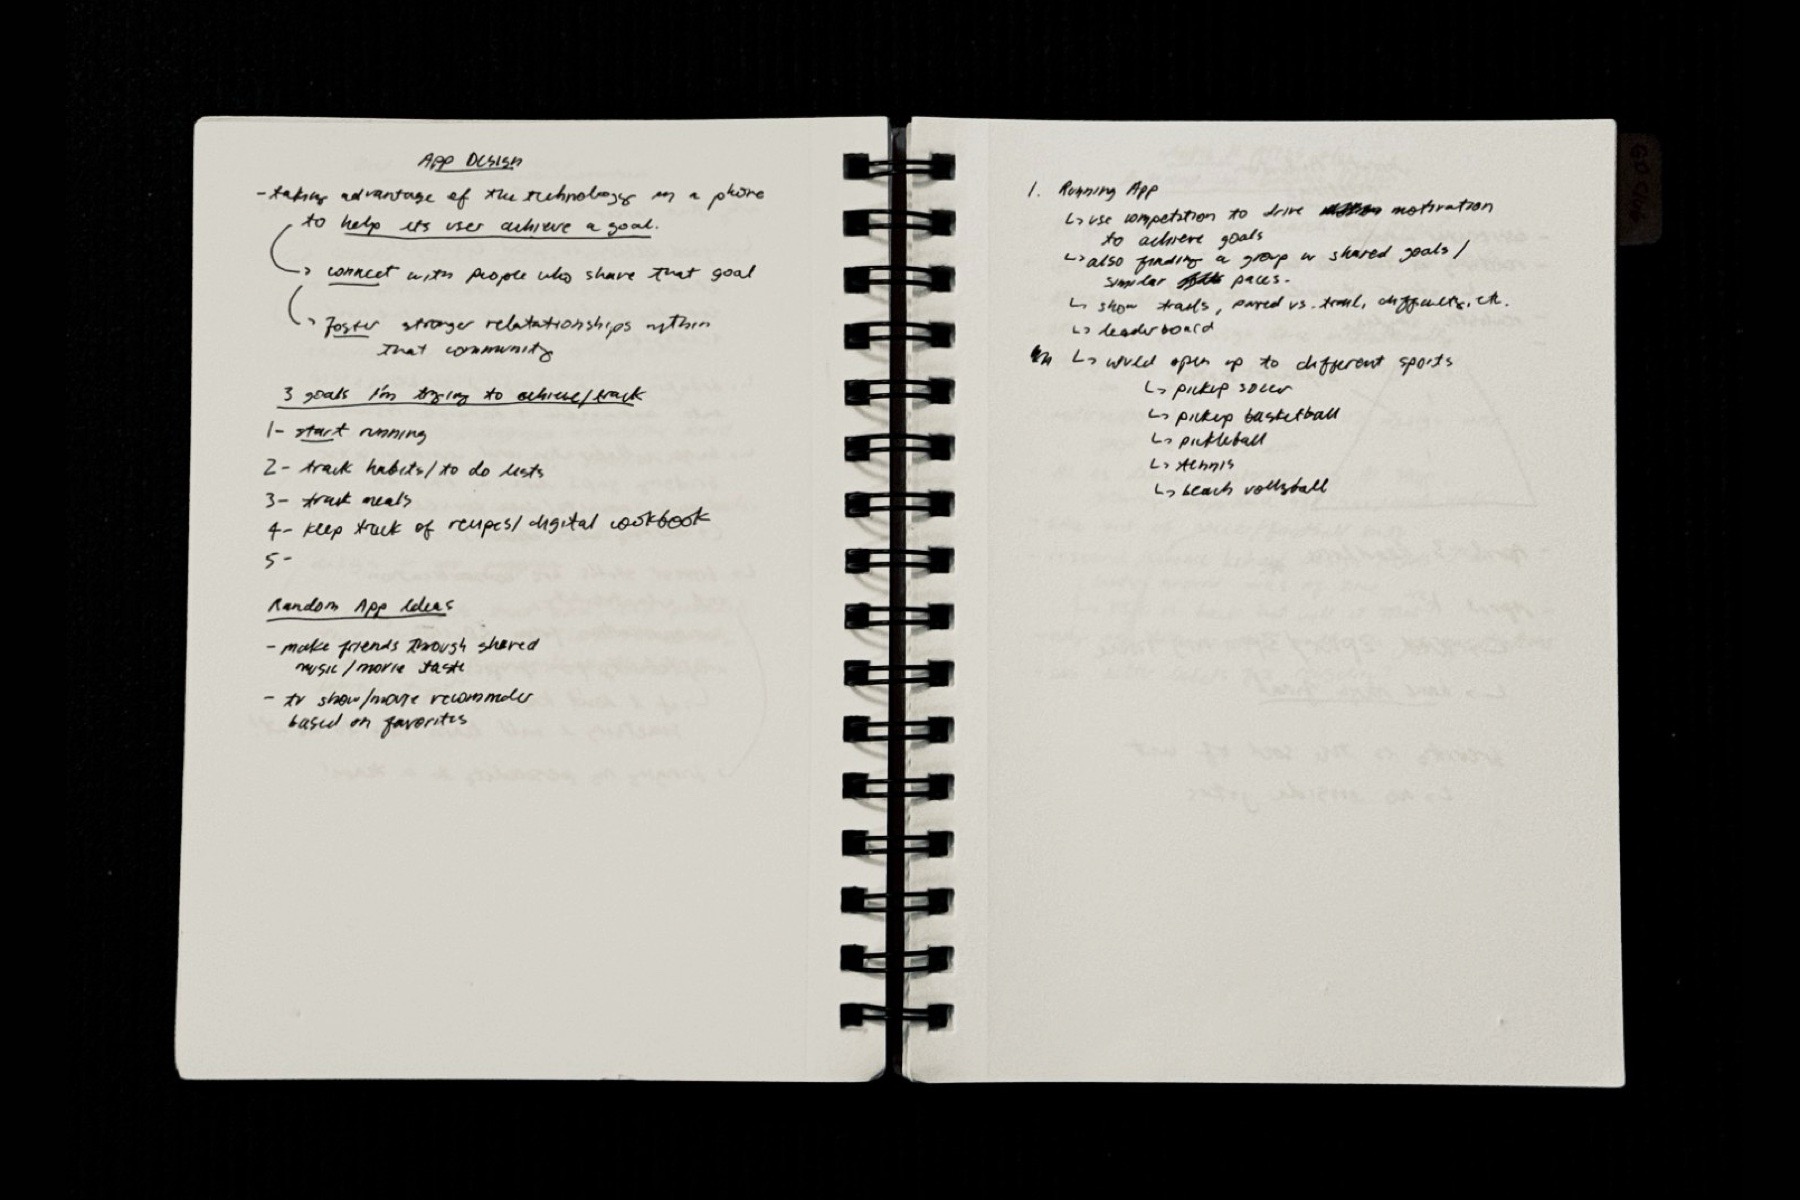 App Design
- taking advantage of the technology in a phone
to help its user achieve a goal.
↳ connect with people who share that goal
↳ foster stronger relatationships within
that community
3 goals i'm trying to achieve/track
1- start running
2- track habits/to do lists
3- track meals
4- keep track of recipes/digital cookbook
5-
Random App Ideas
- make friends through shared
music/movie taste
- tv show/movie recommender
based on favorites
1. Running App
↳ use competition to drive motivation
to achieve goals
↳ also finding a group w shared goals/
similar paces.
↳ show trails, paved vs. trail, difficulty, etc.
↳ leaderboard
↳ would open up to different sports
↳ pickup soccer
↳ pickup basketball
↳ pickleball
↳ tennis
↳ beach volleyball